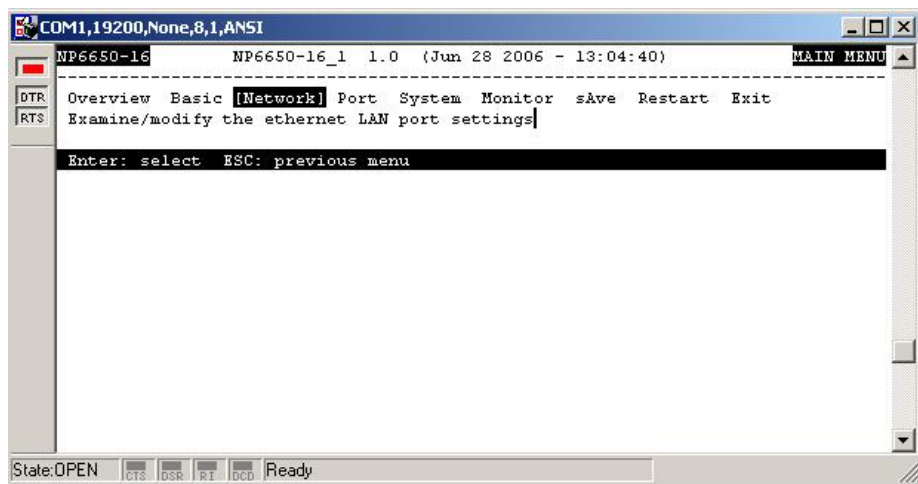 COM1,19200,None,8,1,ANSI
NP6650-16 NP6650-16_1 1.0 (Jun 28 2006 - 13:04:40) MAIN MENU
--------------------------------------------------------------------------------
DTR
RTS
Overview Basic [Network] Port System Monitor sAve Restart Exit
Examine/modify the ethernet LAN port settings
Enter: select ESC: previous menu
State:OPEN CTS DSR RI DCD Ready